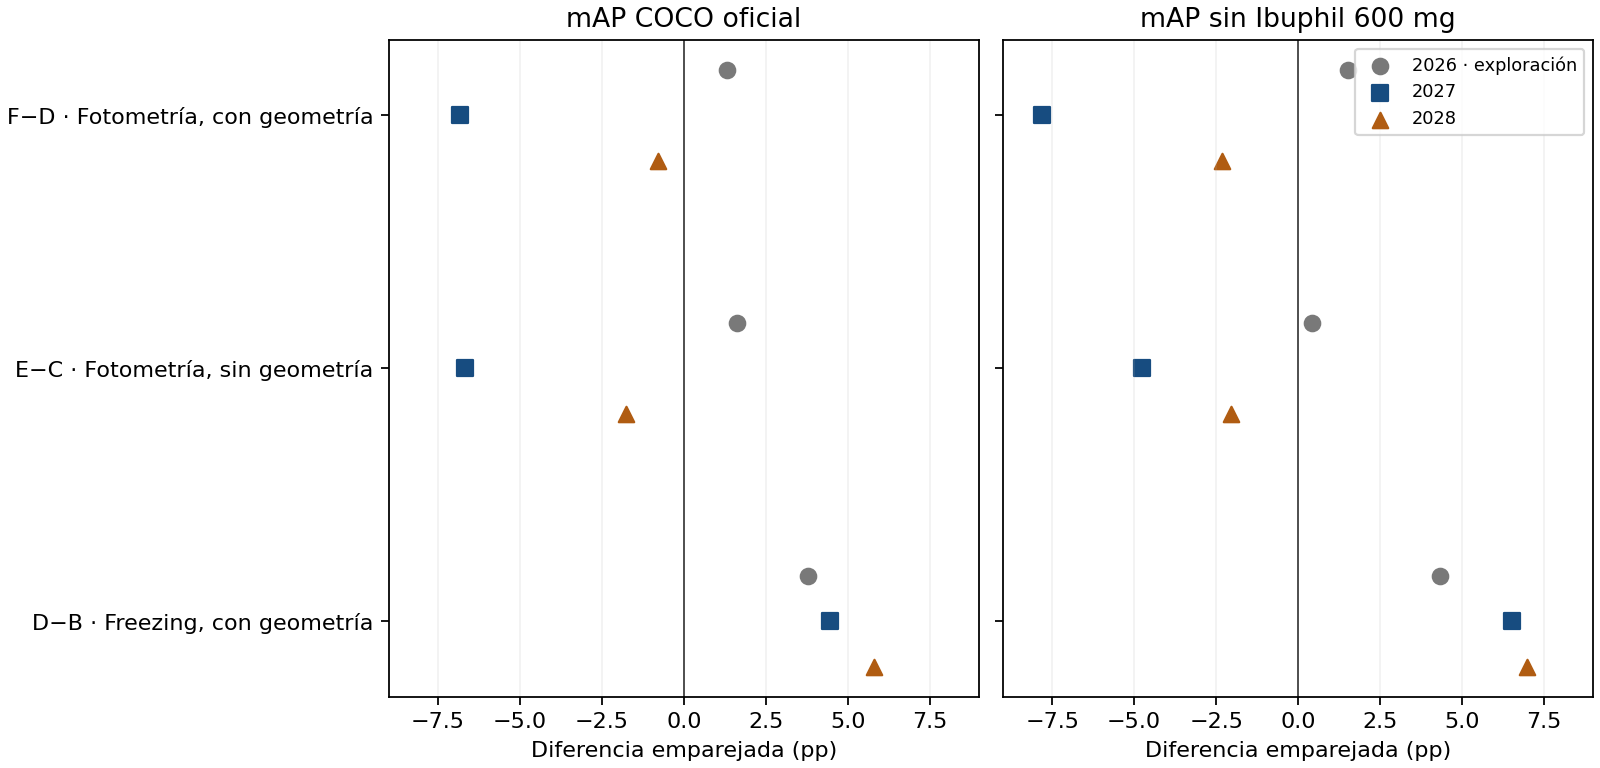 mAP COCO oficial
mAP sin Ibuphil 600 mg
2026 · exploración
2027
2028
F−D · Fotometría, con geometría
E−C · Fotometría, sin geometría
D−B · Freezing, con geometría
−7.5 −5.0 −2.5 0.0 2.5 5.0 7.5
−7.5 −5.0 −2.5 0.0 2.5 5.0 7.5
Diferencia emparejada (pp)
Diferencia emparejada (pp)